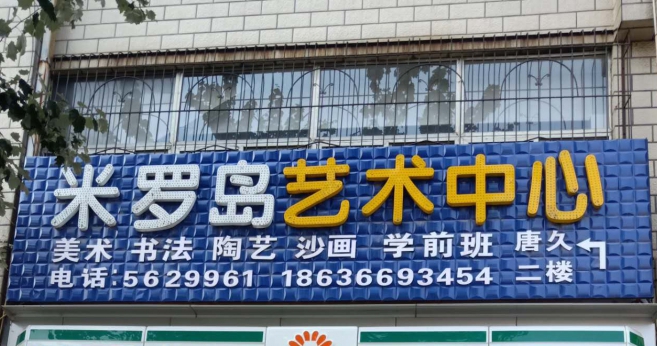 米罗岛艺术中心
美术 书法 陶艺 沙画 学前班 唐久
电话:5629961 18636693454 二楼